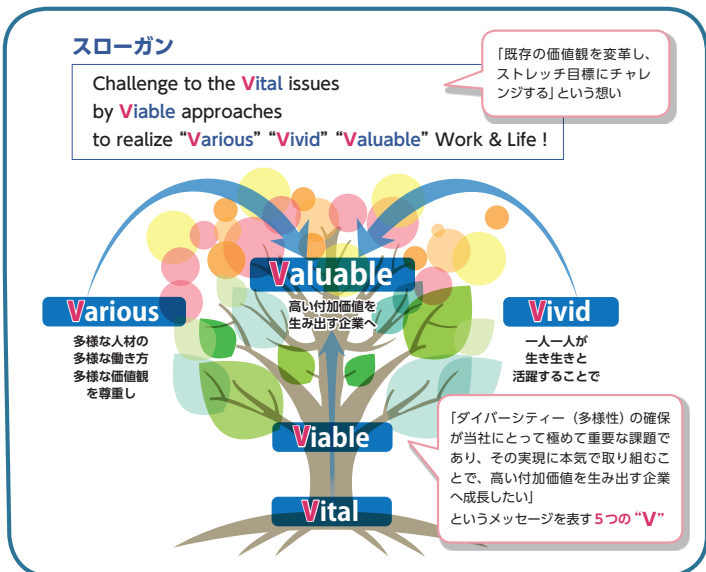 スローガン
Challenge to the Vital issues
by Viable approaches
to realize “Various” “Vivid” “Valuable” Work & Life !
「既存の価値観を変革し、
ストレッチ目標にチャレ
ンジする」という想い
Valuable
高い付加価値を
生み出す企業へ
Various
多様な人材の
多様な働き方
多様な価値観
を尊重し
Vivid
一人一人が
生き生きと
活躍することで
Viable
Vital
「ダイバーシティー（多様性）の確保
が当社にとって極めて重要な課題で
あり、その実現に本気で取り組むこ
とで、高い付加価値を生み出す企業
へ成長したい」
というメッセージを表す5つの“V”